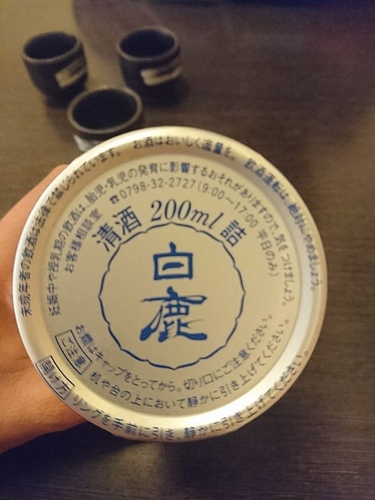 未成年者の飲酒は法律で禁じられています。 お酒はおいしく適量を。 飲酒運転は絶対にやめましょう。
妊娠中や授乳期の飲酒は、胎児・乳児の発育に影響するおそれがありますので、気をつけましょう。
お客様相談室 ☎0798-32-2727(9:00〜17:00 平日のみ)
清酒 200ml 詰
白鹿
お燗はキャップをとってから。切り口にご注意ください。
ご注意 机や台の上において静かに引き上げてください。
開け方 リングを手前に引き、静かに引き上げてください。